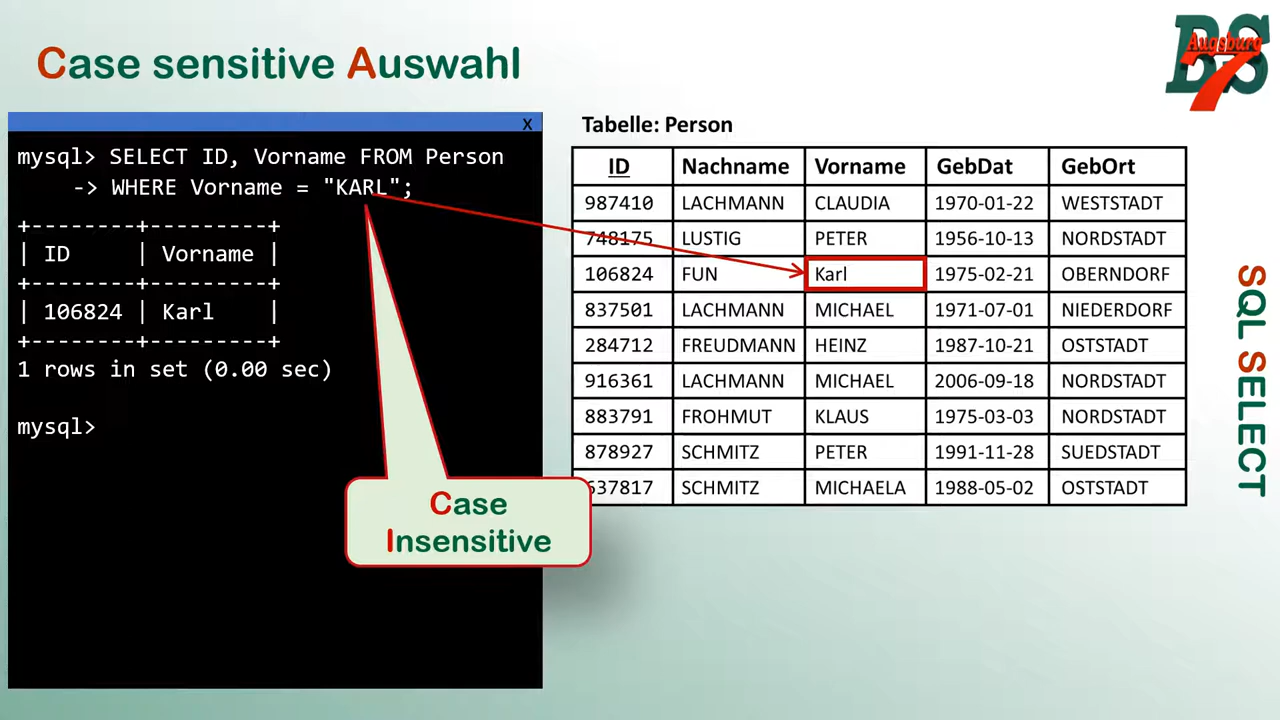 Case sensitive Auswahl
BS
Augsburg
7
X
mysql> SELECT ID, Vorname FROM Person
-> WHERE Vorname = "KARL";
+--------+---------+
| ID | Vorname |
+--------+---------+
| 106824 | Karl |
+--------+---------+
1 rows in set (0.00 sec)
mysql>
Case
Insensitive
Tabelle: Person
ID Nachname Vorname GebDat GebOrt
987410 LACHMANN CLAUDIA 1970-01-22 WESTSTADT
748175 LUSTIG PETER 1956-10-13 NORDSTADT
106824 FUN Karl 1975-02-21 OBERNDORF
837501 LACHMANN MICHAEL 1971-07-01 NIEDERDORF
284712 FREUDMANN HEINZ 1987-10-21 OSTSTADT
916361 LACHMANN MICHAEL 2006-09-18 NORDSTADT
883791 FROHMUT KLAUS 1975-03-03 NORDSTADT
878927 SCHMITZ PETER 1991-11-28 SUEDSTADT
637817 SCHMITZ MICHAELA 1988-05-02 OSTSTADT
SQL SELECT